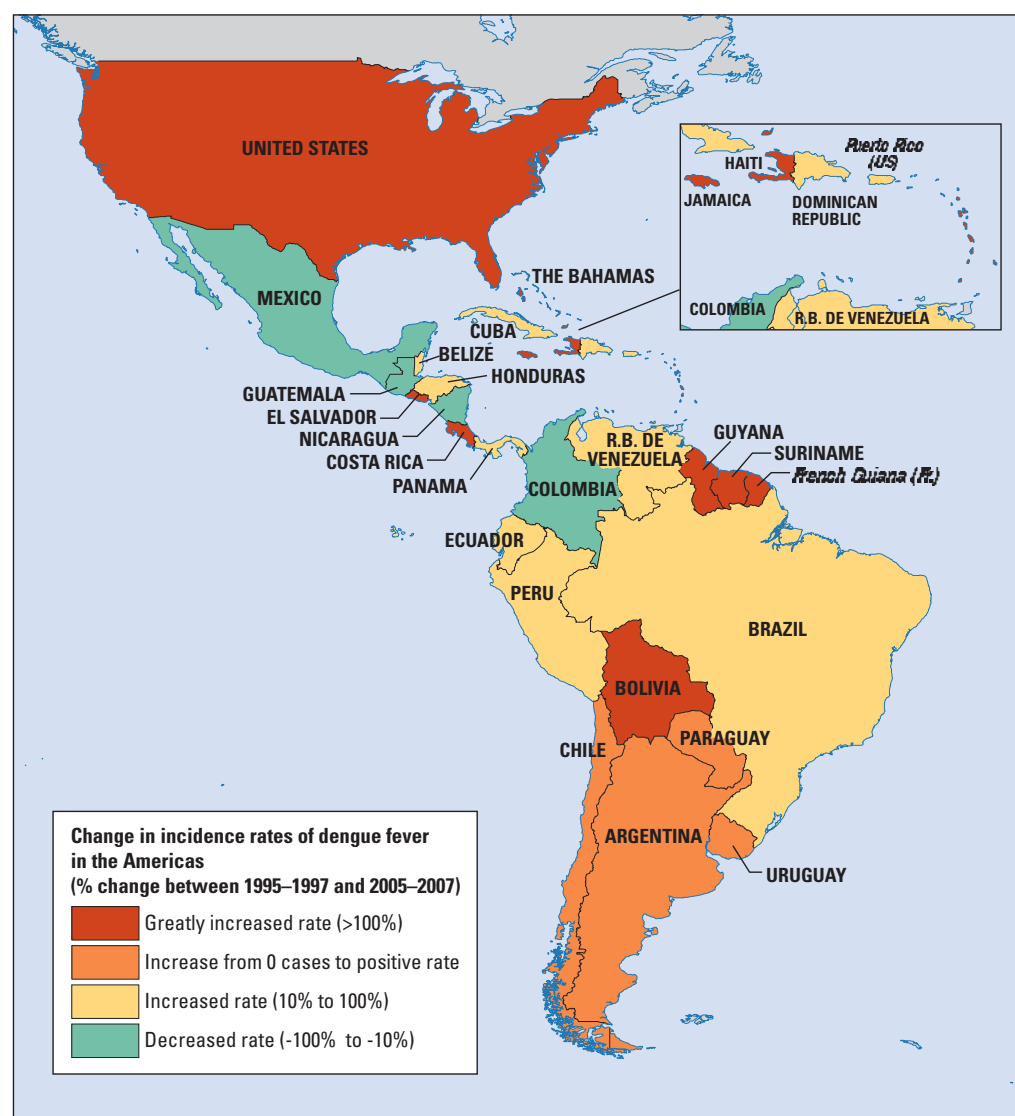 UNITED STATES
Puerto Rico
(US)
HAITI
JAMAICA
DOMINICAN
REPUBLIC
COLOMBIA
R.B. DE VENEZUELA
THE BAHAMAS
MEXICO
CUBA
BELIZE
HONDURAS
GUATEMALA
EL SALVADOR
NICARAGUA
COSTA RICA
PANAMA
R.B. DE
VENEZUELA
GUYANA
SURINAME
French Guiana (Fr.)
COLOMBIA
ECUADOR
PERU
BRAZIL
BOLIVIA
PARAGUAY
CHILE
ARGENTINA
URUGUAY
Change in incidence rates of dengue fever
in the Americas
(% change between 1995–1997 and 2005–2007)
Greatly increased rate (>100%)
Increase from 0 cases to positive rate
Increased rate (10% to 100%)
Decreased rate (-100% to -10%)